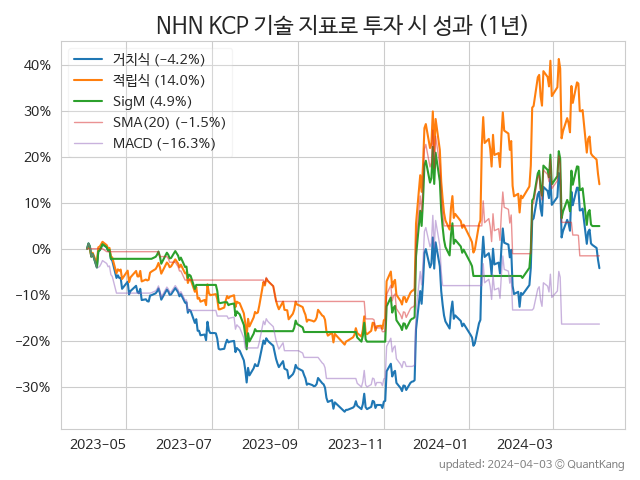 NHN KCP 기술 지표로 투자 시 성과 (1년)
거치식 (−4.2%)
적립식 (14.0%)
SigM (4.9%)
SMA(20) (−1.5%)
MACD (−16.3%)
40%
30%
20%
10%
0%
−10%
−20%
−30%
2023-05 2023-07 2023-09 2023-11 2024-01 2024-03
updated: 2024-04-03 © QuantKang